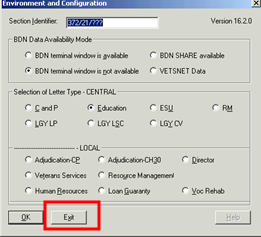 Environment and Configuration
Section Identifier: 372/21/??? Version 16.2.0
BDN Data Availability Mode
BDN terminal window is available BDN SHARE available
BDN terminal window is not available VETSNET Data
Selection of Letter Type - CENTRAL
C and P Education ESU RM
LGY LP LGY LSC LGY CV
- LOCAL
Adjudication-CP Adjudication-CH30 Director
Veterans Services Resource Management
Human Resources Loan Guaranty Voc Rehab
OK Exit Help